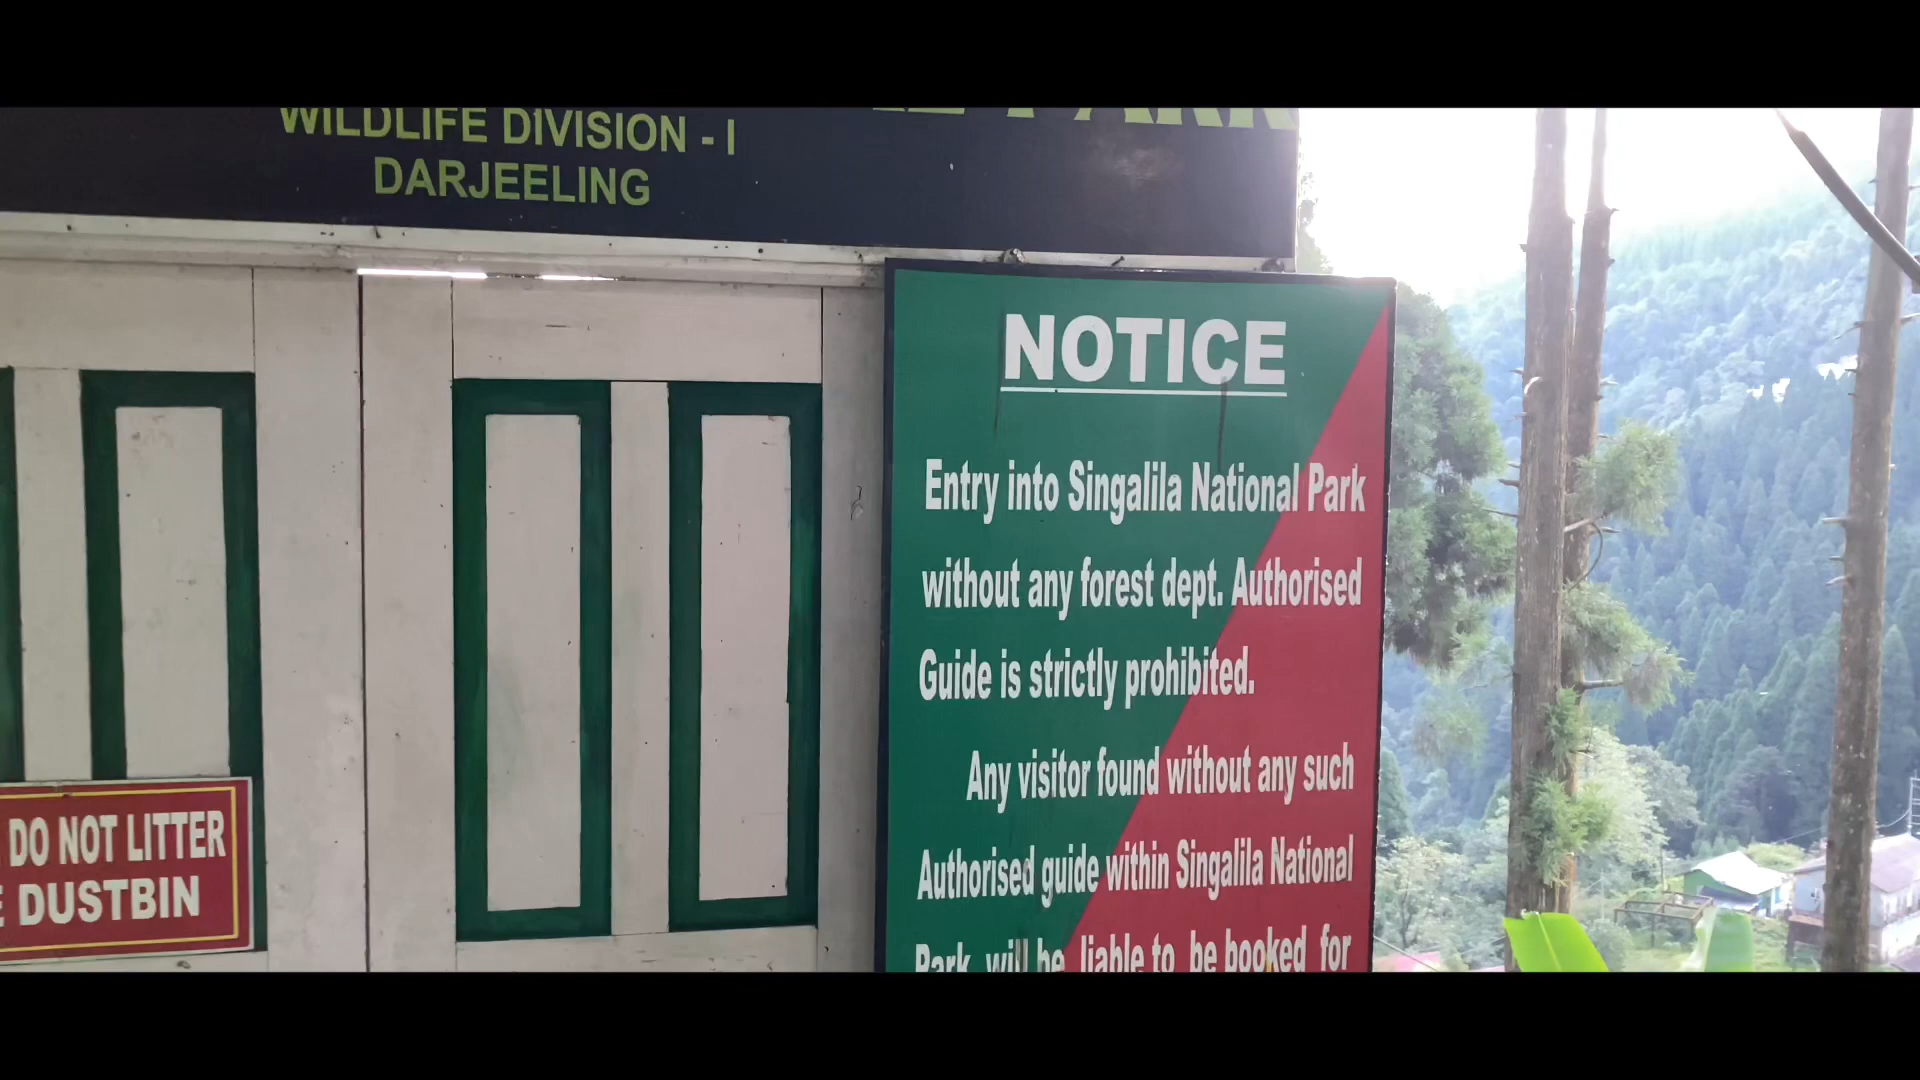 PARK
WILDLIFE DIVISION - I
DARJEELING
NOTICE
Entry into Singalila National Park
without any forest dept. Authorised
Guide is strictly prohibited.
Any visitor found without any such
Authorised guide within Singalila National
Park will be liable to be booked for
DO NOT LITTER
DUSTBIN